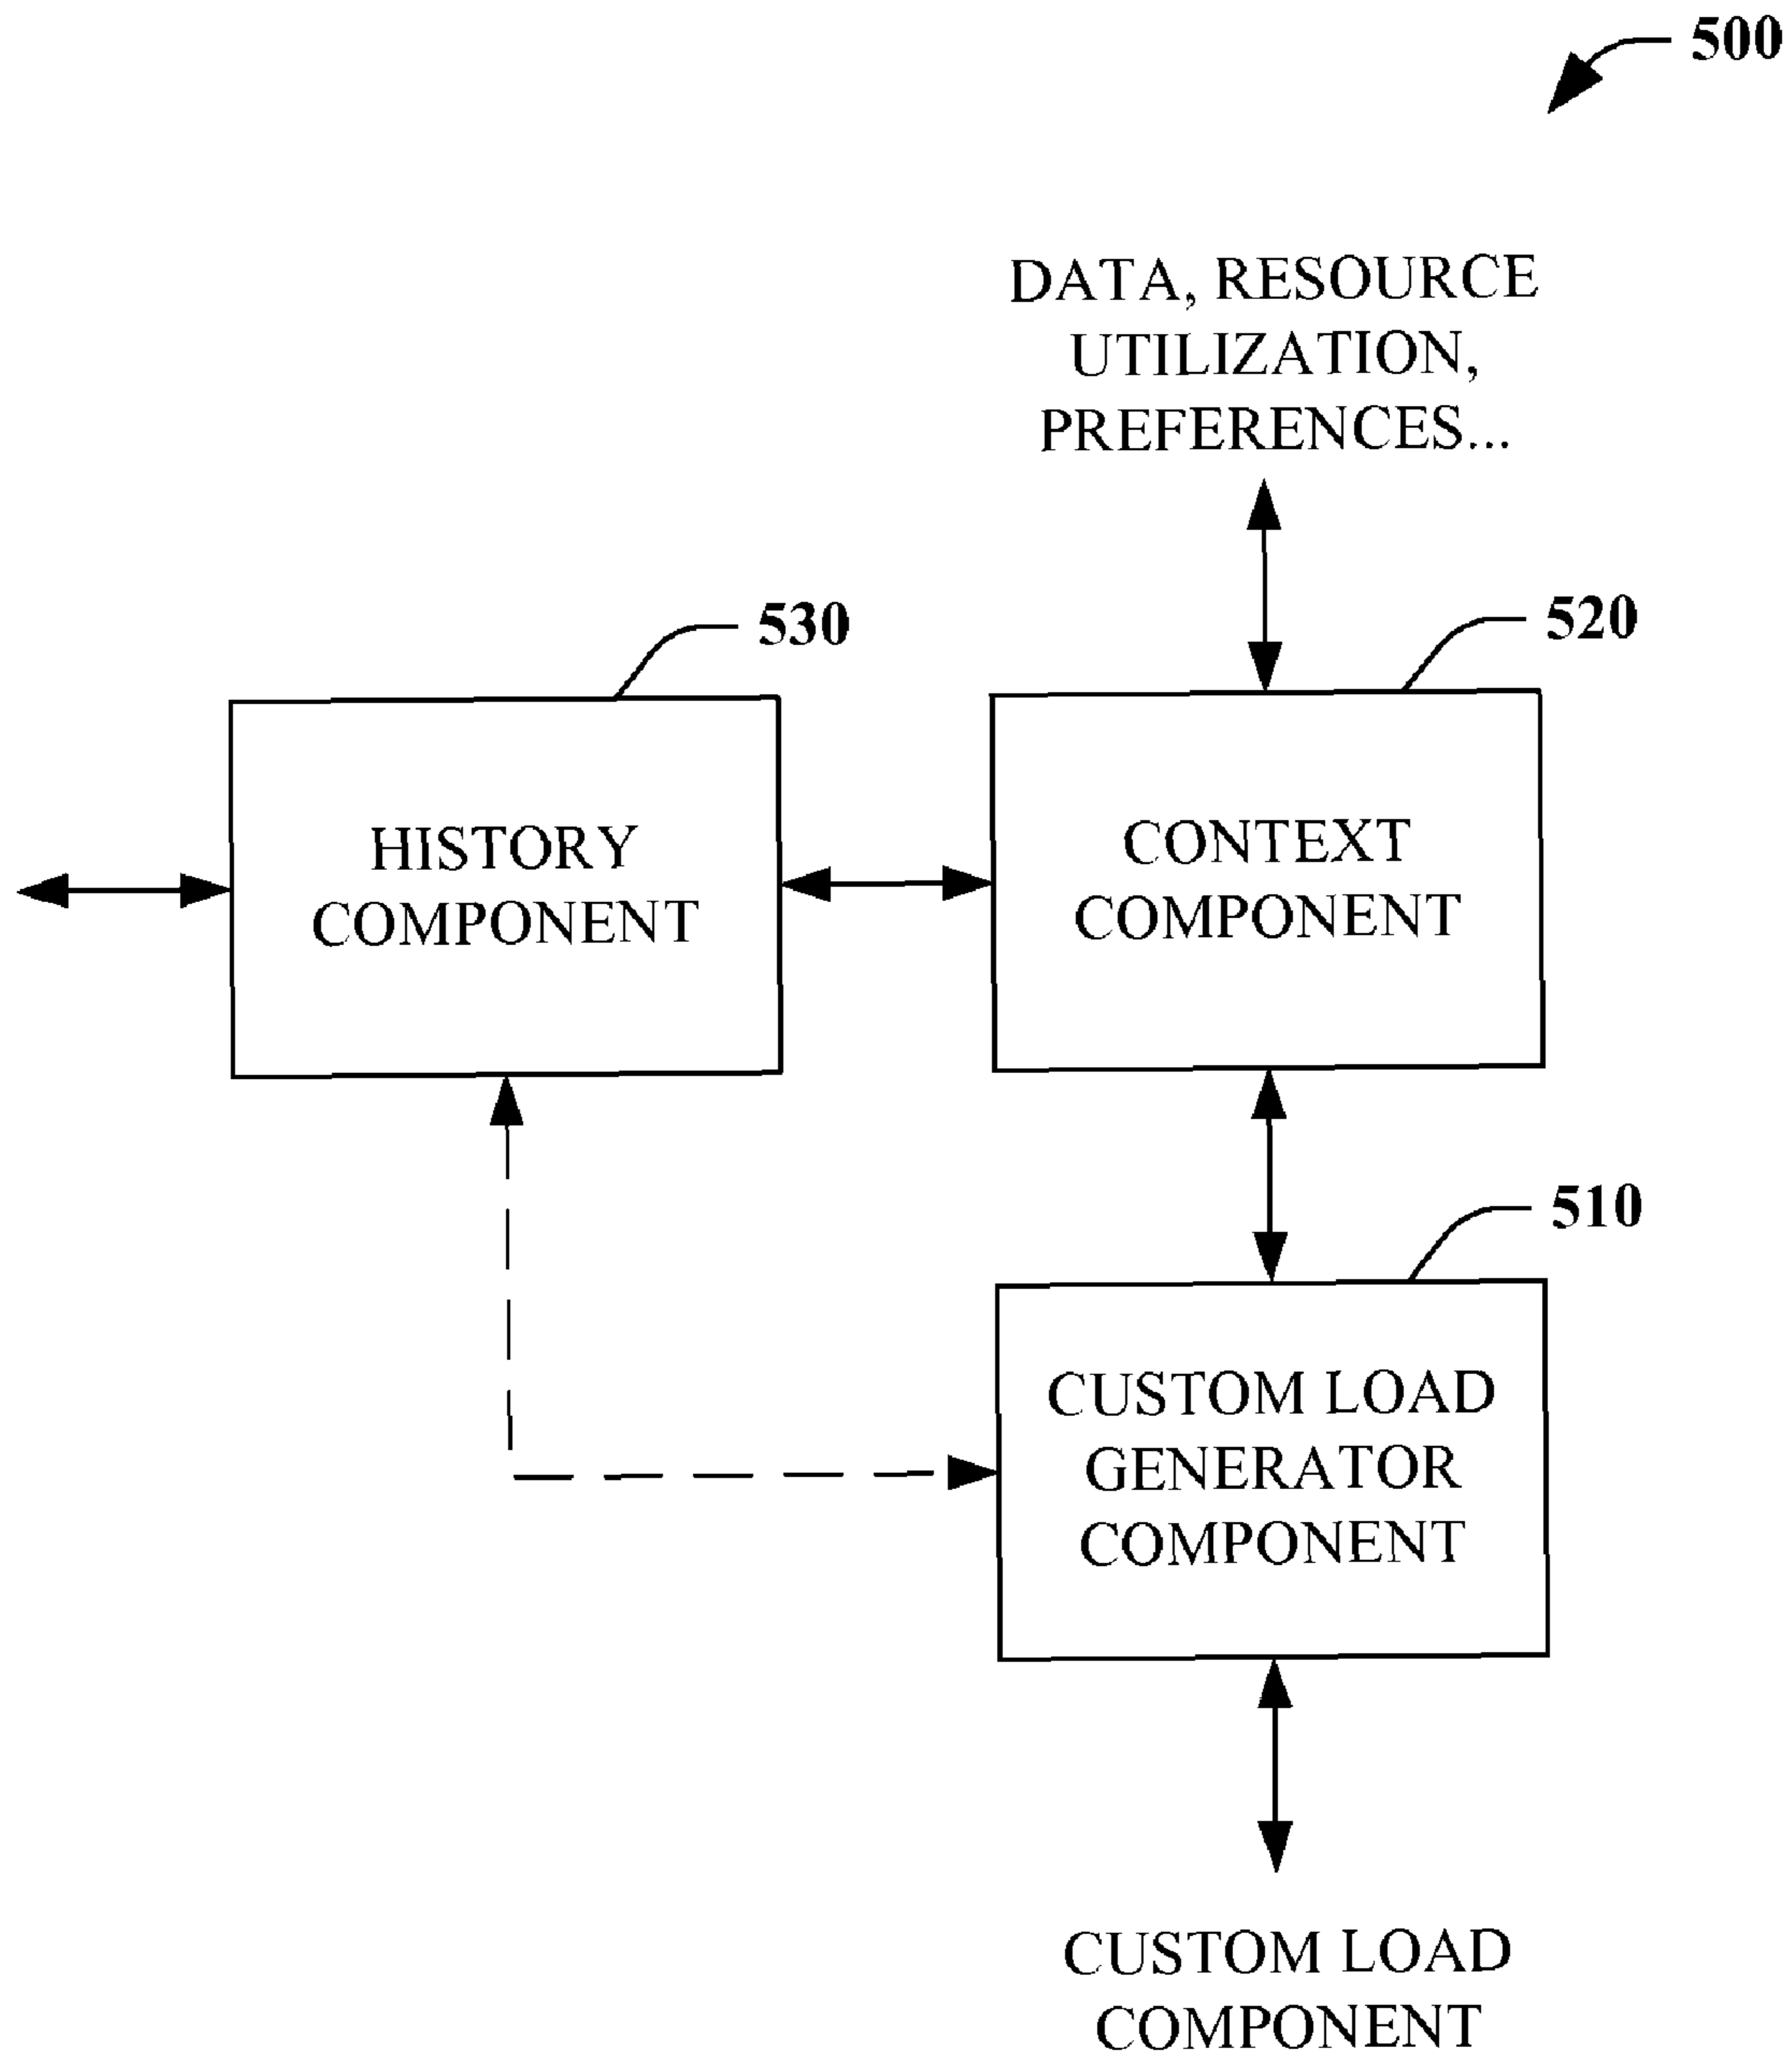 500
DATA, RESOURCE
UTILIZATION,
PREFERENCES...
530
520
HISTORY
COMPONENT
CONTEXT
COMPONENT
510
CUSTOM LOAD
GENERATOR
COMPONENT
CUSTOM LOAD
COMPONENT